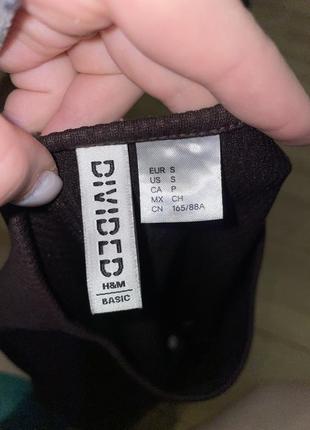 DIVIDED
H&M
BASIC
EUR S
US S
CA P
MX CH
CN 165/88A